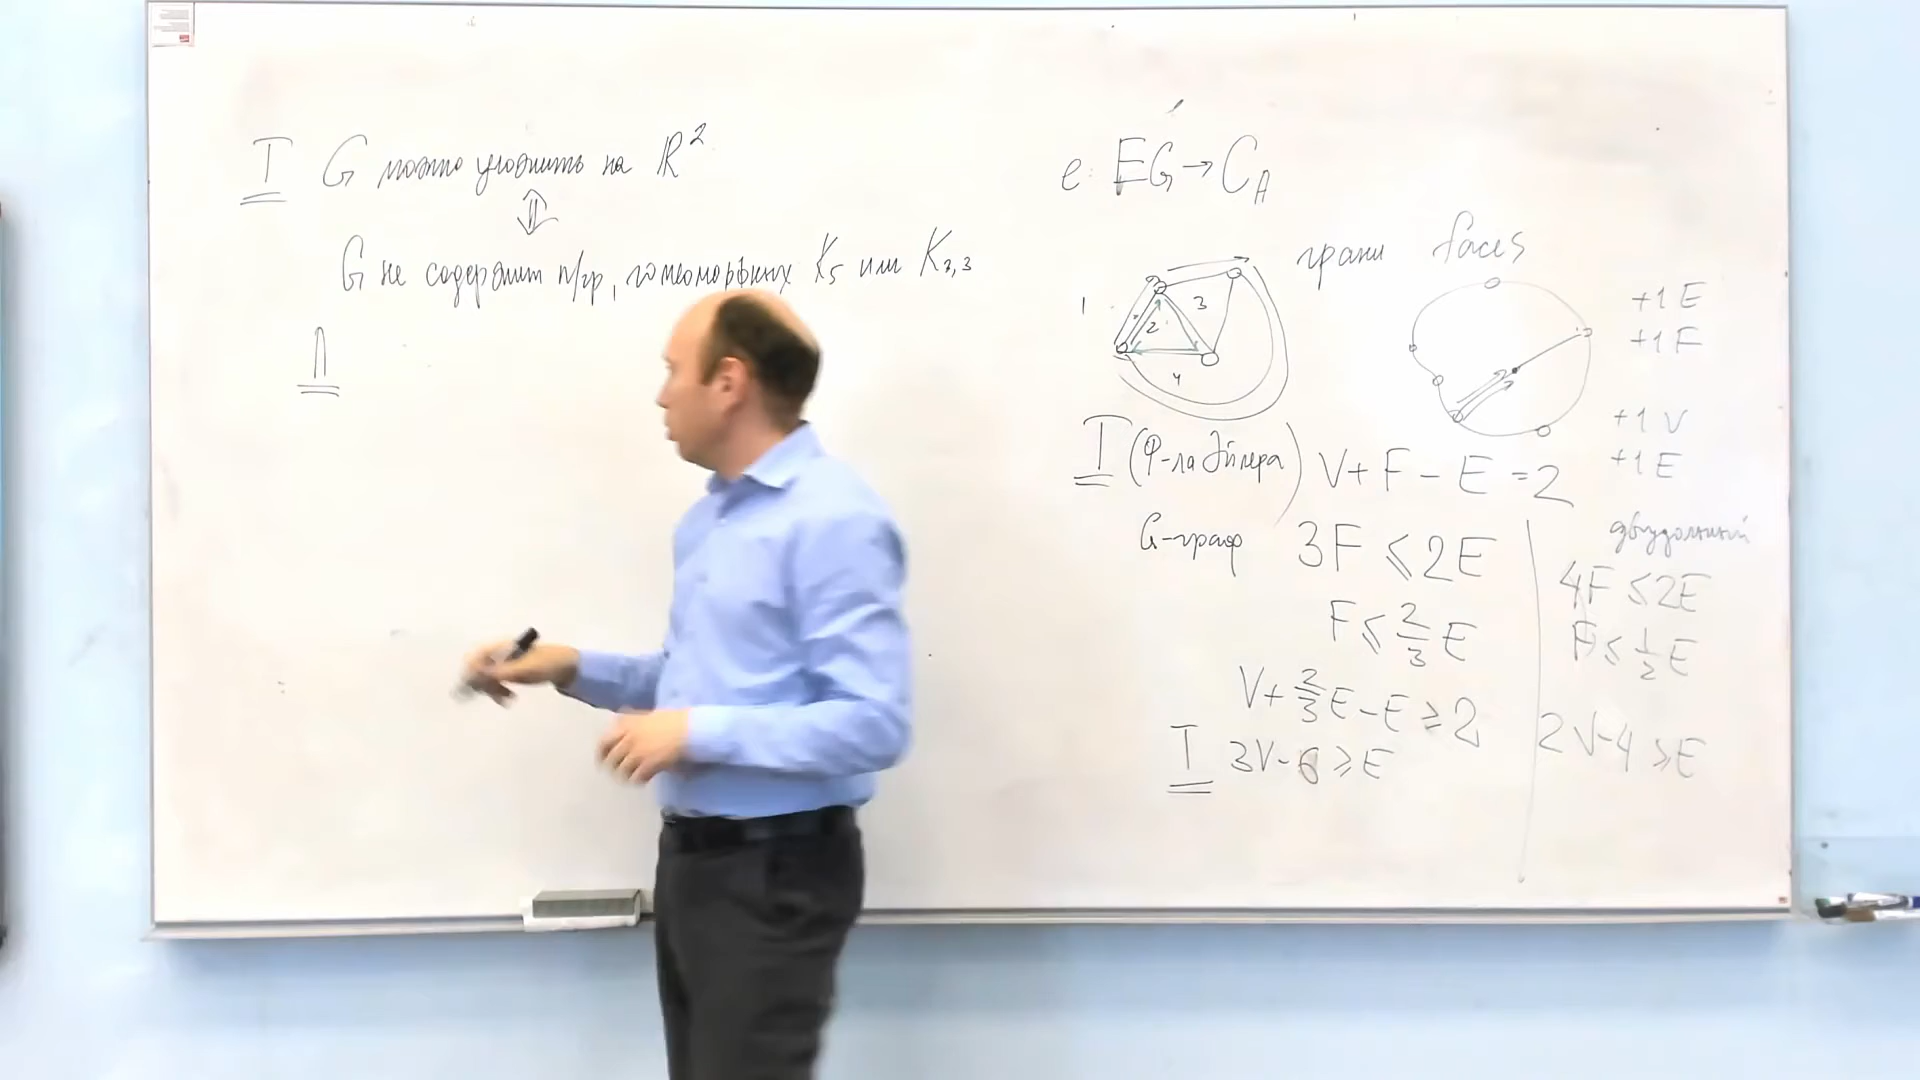 T G можно уложить на R²
⇕
G не содержит п/гр, гомеоморфных K₅ или K₃,₃
Л
e: EG → C_A
грани faces
1 2 3 4
+1 E
+1 F
+1 V
+1 E
T (Ф-ла Эйлера) V + F - E = 2
G-граф 3F ≤ 2E
F ≤ 2/3 E
V + 2/3 E - E ≥ 2
T 3V - 6 ≥ E
двудольный
4F ≤ 2E
F ≤ 1/2 E
2V - 4 ≥ E